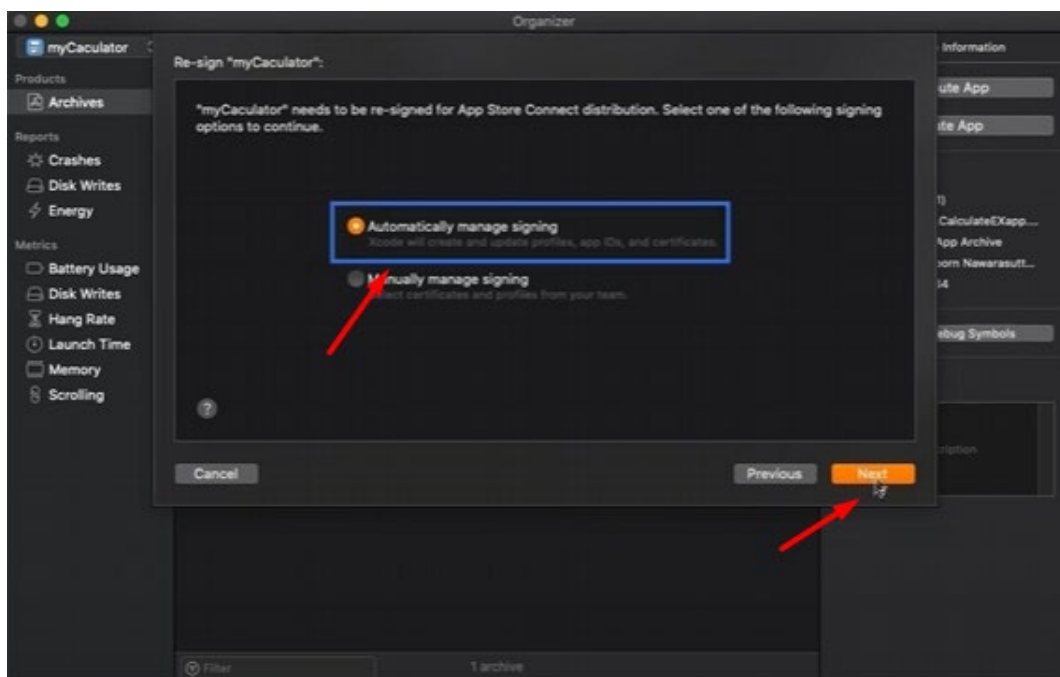 Organizer
myCaculator
Products
Archives
Reports
Crashes
Disk Writes
Energy
Metrics
Battery Usage
Disk Writes
Hang Rate
Launch Time
Memory
Scrolling
Re-sign "myCaculator":
"myCaculator" needs to be re-signed for App Store Connect distribution. Select one of the following signing
options to continue.
Automatically manage signing
Xcode will create and update profiles, app IDs, and certificates.
Manually manage signing
Select certificates and profiles from your team.
?
Cancel
Previous
Next
Information
ute App
te App
CalculateEXapp....
App Archive
orn Nawarasutt...
64
ebug Symbols
cription
Filter
1 archive